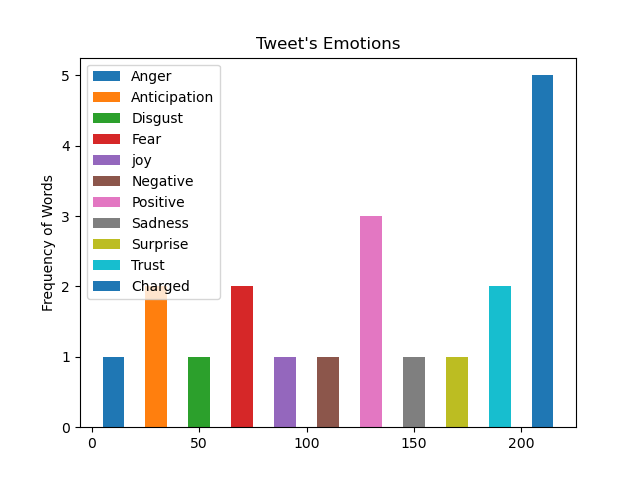 Tweet's Emotions
Frequency of Words
5
4
3
2
1
0
Anger
Anticipation
Disgust
Fear
joy
Negative
Positive
Sadness
Surprise
Trust
Charged
0 50 100 150 200